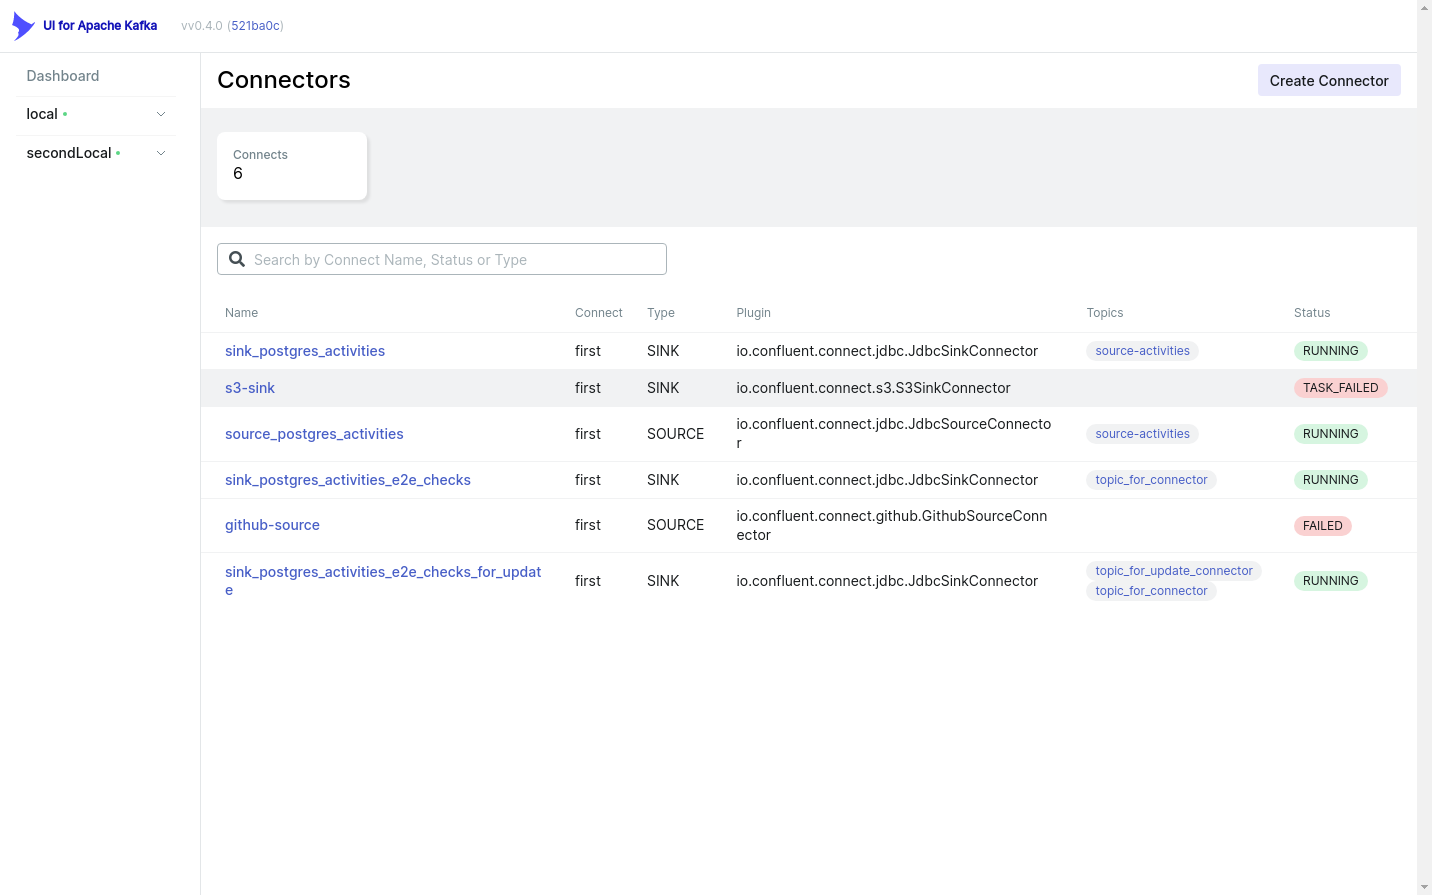 UI for Apache Kafka vv0.4.0 (521ba0c)
Dashboard
local
secondLocal
Connectors
Create Connector
Connects
6
Search by Connect Name, Status or Type
Name Connect Type Plugin Topics Status
sink_postgres_activities first SINK io.confluent.connect.jdbc.JdbcSinkConnector source-activities RUNNING
s3-sink first SINK io.confluent.connect.s3.S3SinkConnector TASK_FAILED
source_postgres_activities first SOURCE io.confluent.connect.jdbc.JdbcSourceConnecto
r
source-activities RUNNING
sink_postgres_activities_e2e_checks first SINK io.confluent.connect.jdbc.JdbcSinkConnector topic_for_connector RUNNING
github-source first SOURCE io.confluent.connect.github.GithubSourceConn
ector
FAILED
sink_postgres_activities_e2e_checks_for_updat
e
first SINK io.confluent.connect.jdbc.JdbcSinkConnector
topic_for_update_connector
topic_for_connector
RUNNING